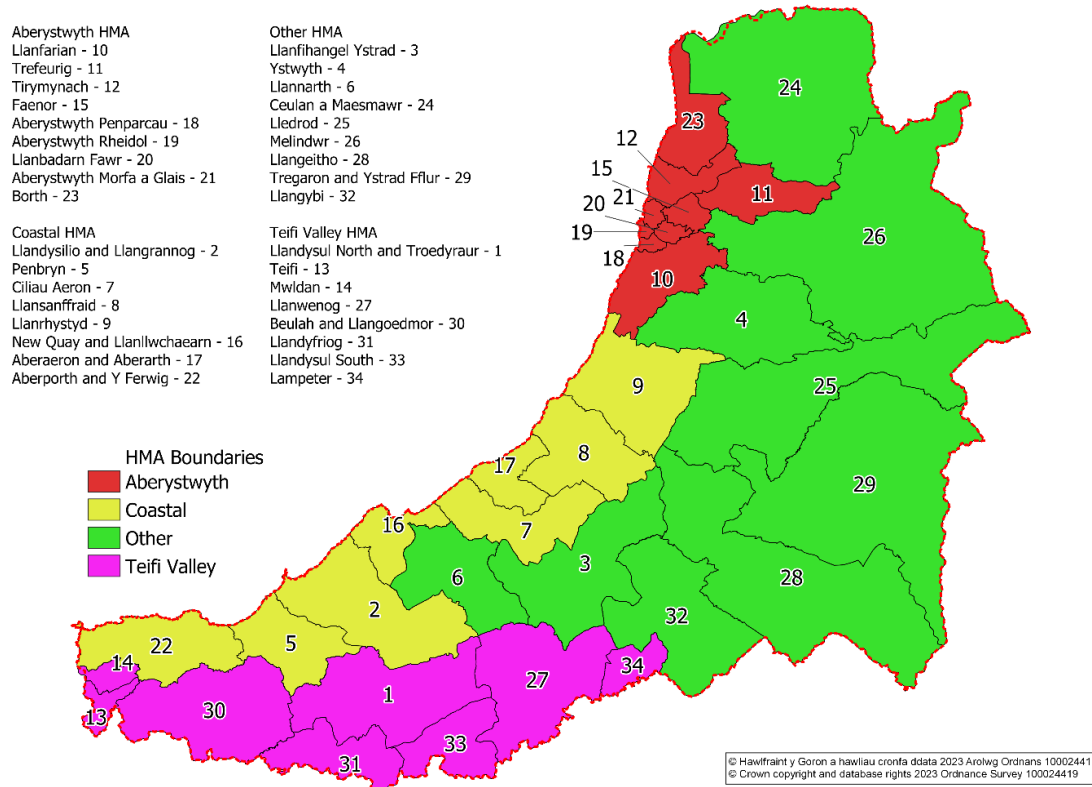 Aberystwyth HMA
Llanfarian - 10
Trefeurig - 11
Tirymynach - 12
Faenor - 15
Aberystwyth Penparcau - 18
Aberystwyth Rheidol - 19
Llanbadarn Fawr - 20
Aberystwyth Morfa a Glais - 21
Borth - 23
Other HMA
Llanfihangel Ystrad - 3
Ystwyth - 4
Llannarth - 6
Ceulan a Maesmawr - 24
Lledrod - 25
Melindwr - 26
Llangeitho - 28
Tregaron and Ystrad Fflur - 29
Llangybi - 32
Coastal HMA
Llandysilio and Llangrannog - 2
Penbryn - 5
Ciliau Aeron - 7
Llansanffraid - 8
Llanrhystyd - 9
New Quay and Llanllwchaearn - 16
Aberaeron and Aberarth - 17
Aberporth and Y Ferwig - 22
Teifi Valley HMA
Llandysul North and Troedyraur - 1
Teifi - 13
Mwldan - 14
Llanwenog - 27
Beulah and Llangoedmor - 30
Llandyfriog - 31
Llandysul South - 33
Lampeter - 34
HMA Boundaries
Aberystwyth
Coastal
Other
Teifi Valley
24
23
12
15
11
21
20
19
18
26
10
4
9
25
8
17
29
16
7
6
3
28
2
32
22
5
14
34
27
1
13
30
33
31
© Hawlfraint y Goron a hawliau cronfa ddata 2023 Arolwg Ordnans 10002441
© Crown copyright and database rights 2023 Ordnance Survey 100024419